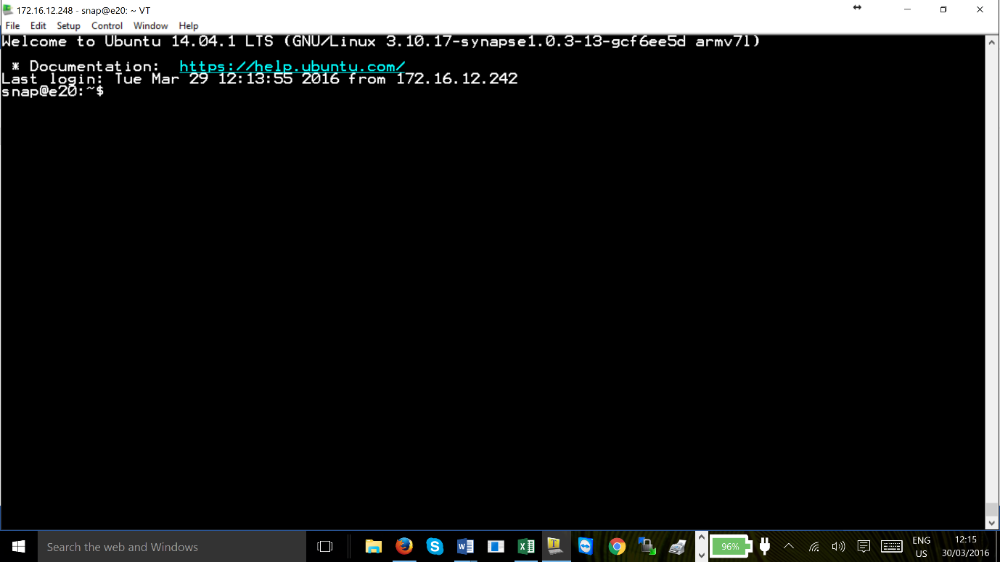 172.16.12.248 - snap@e20: ~ VT
File Edit Setup Control Window Help
Welcome to Ubuntu 14.04.1 LTS (GNU/Linux 3.10.17-synapse1.0.3-13-gcf6ee5d armv7l)
* Documentation: https://help.ubuntu.com/
Last login: Tue Mar 29 12:13:55 2016 from 172.16.12.242
snap@e20:~$
Search the web and Windows
96%
ENG
US
12:15
30/03/2016